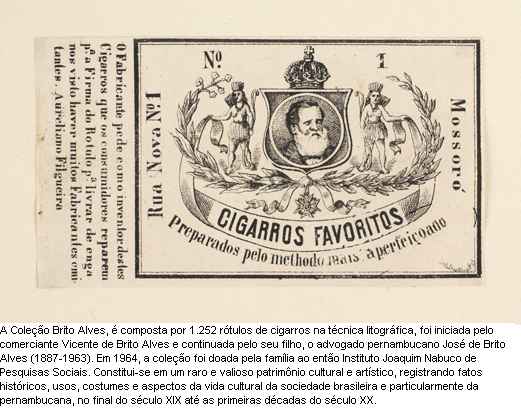 O Fabricante pede como inventor destes
Cigarros que os consumidores reparem
pª a Firma do Rotulo pª livrar de enga
nos visto haver muitos Fabricantes emi
tantes. Aureliano Filgueira
Rua Nova Nº 1
Nº 1
Mossoró
CIGARROS FAVORITOS
Preparados pelo methodo mais aperfeiçoado
A Coleção Brito Alves, é composta por 1.252 rótulos de cigarros na técnica litográfica, foi iniciada pelo
comerciante Vicente de Brito Alves e continuada pelo seu filho, o advogado pernambucano José de Brito
Alves (1887-1963). Em 1964, a coleção foi doada pela família ao então Instituto Joaquim Nabuco de
Pesquisas Sociais. Constitui-se em um raro e valioso patrimônio cultural e artístico, registrando fatos
históricos, usos, costumes e aspectos da vida cultural da sociedade brasileira e particularmente da
pernambucana, no final do século XIX até as primeiras décadas do século XX.